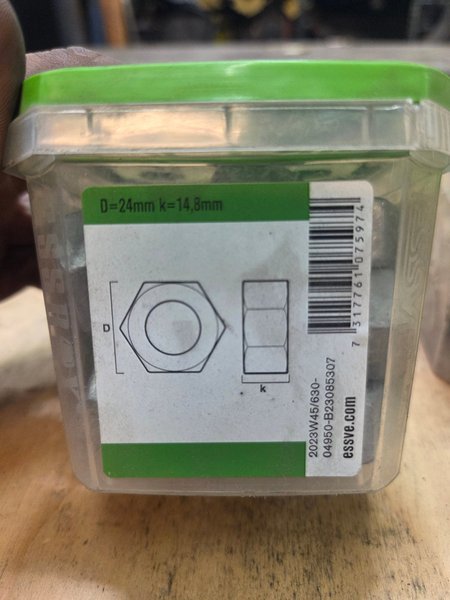 D=24mm k=14,8mm
D
k
7 317761 075974
2023W45/630-
04950-B23085307
essve.com